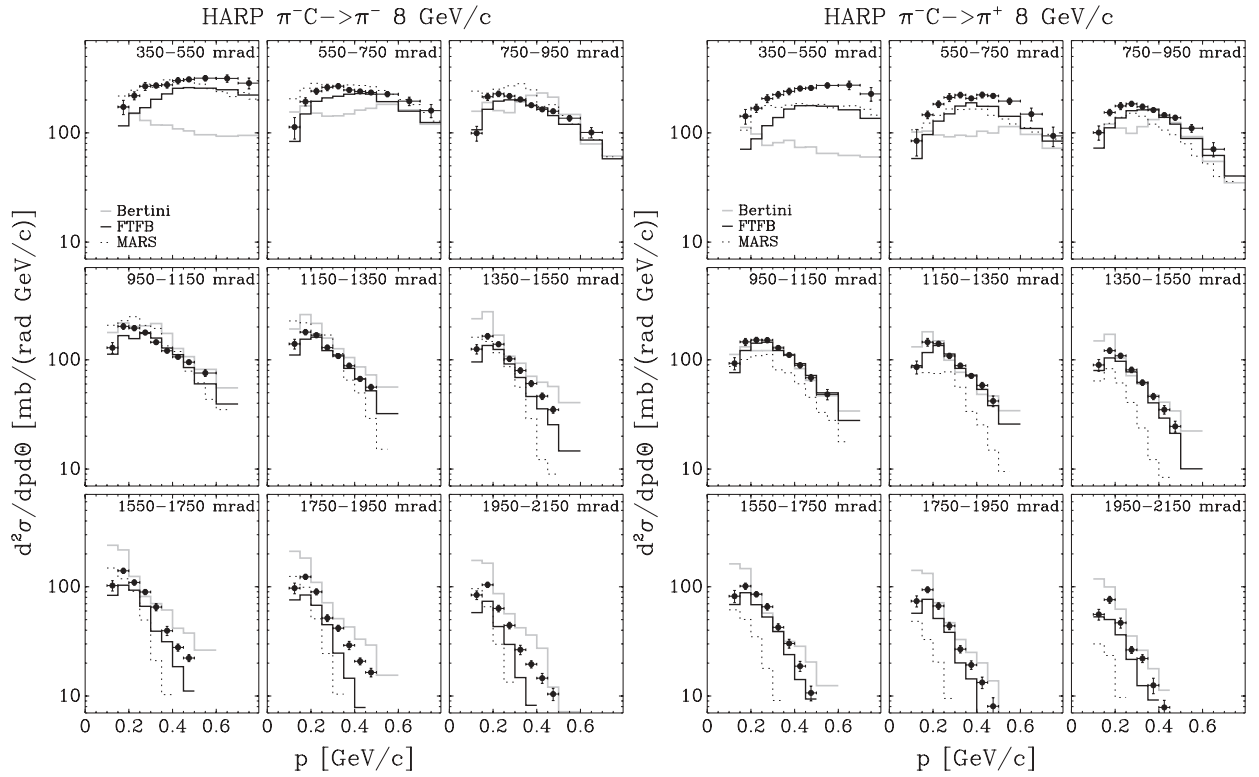 HARP π⁻C->π⁻ 8 GeV/c
350-550 mrad
550-750 mrad
750-950 mrad
100
10
Bertini
FTFB
MARS
950-1150 mrad
1150-1350 mrad
1350-1550 mrad
100
10
1550-1750 mrad
1750-1950 mrad
1950-2150 mrad
100
10
0 0.2 0.4 0.6 0 0.2 0.4 0.6 0 0.2 0.4 0.6
p [GeV/c]
p [GeV/c]
d²σ/dpdΘ [mb/(rad GeV/c)]
HARP π⁻C->π⁺ 8 GeV/c
350-550 mrad
550-750 mrad
750-950 mrad
100
10
Bertini
FTFB
MARS
950-1150 mrad
1150-1350 mrad
1350-1550 mrad
100
10
1550-1750 mrad
1750-1950 mrad
1950-2150 mrad
100
10
0 0.2 0.4 0.6 0 0.2 0.4 0.6 0 0.2 0.4 0.6
p [GeV/c]
p [GeV/c]
d²σ/dpdΘ [mb/(rad GeV/c)]